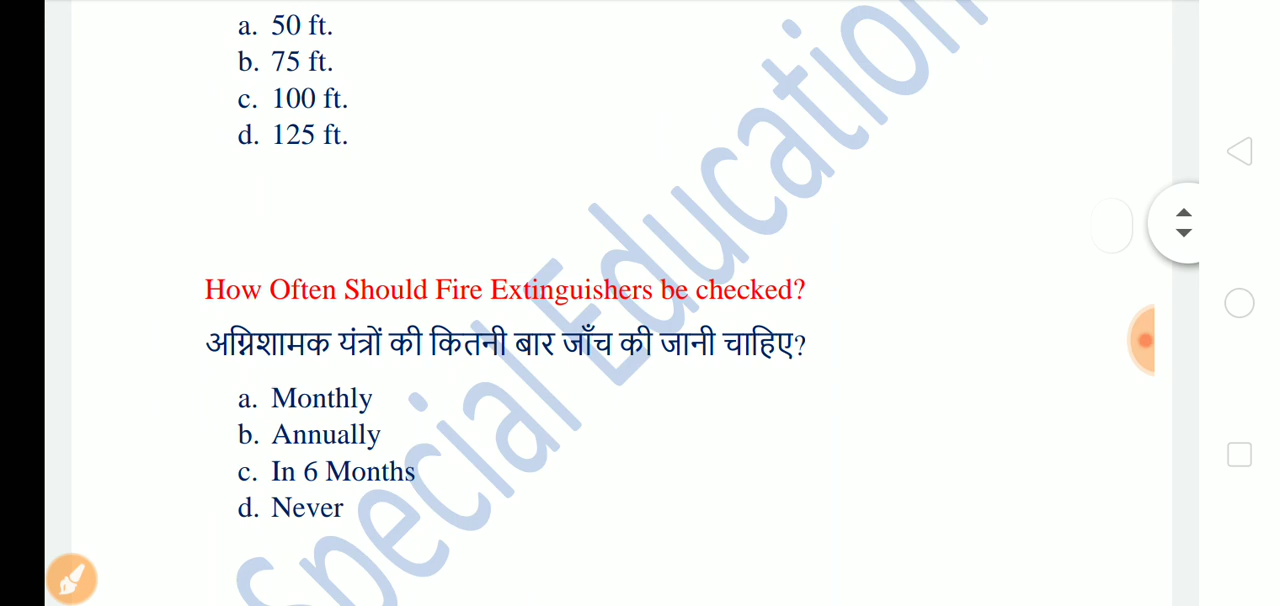 a. 50 ft.
b. 75 ft.
c. 100 ft.
d. 125 ft.
How Often Should Fire Extinguishers be checked?
अग्निशामक यंत्रों की कितनी बार जाँच की जानी चाहिए?
a. Monthly
b. Annually
c. In 6 Months
d. Never
Special Education